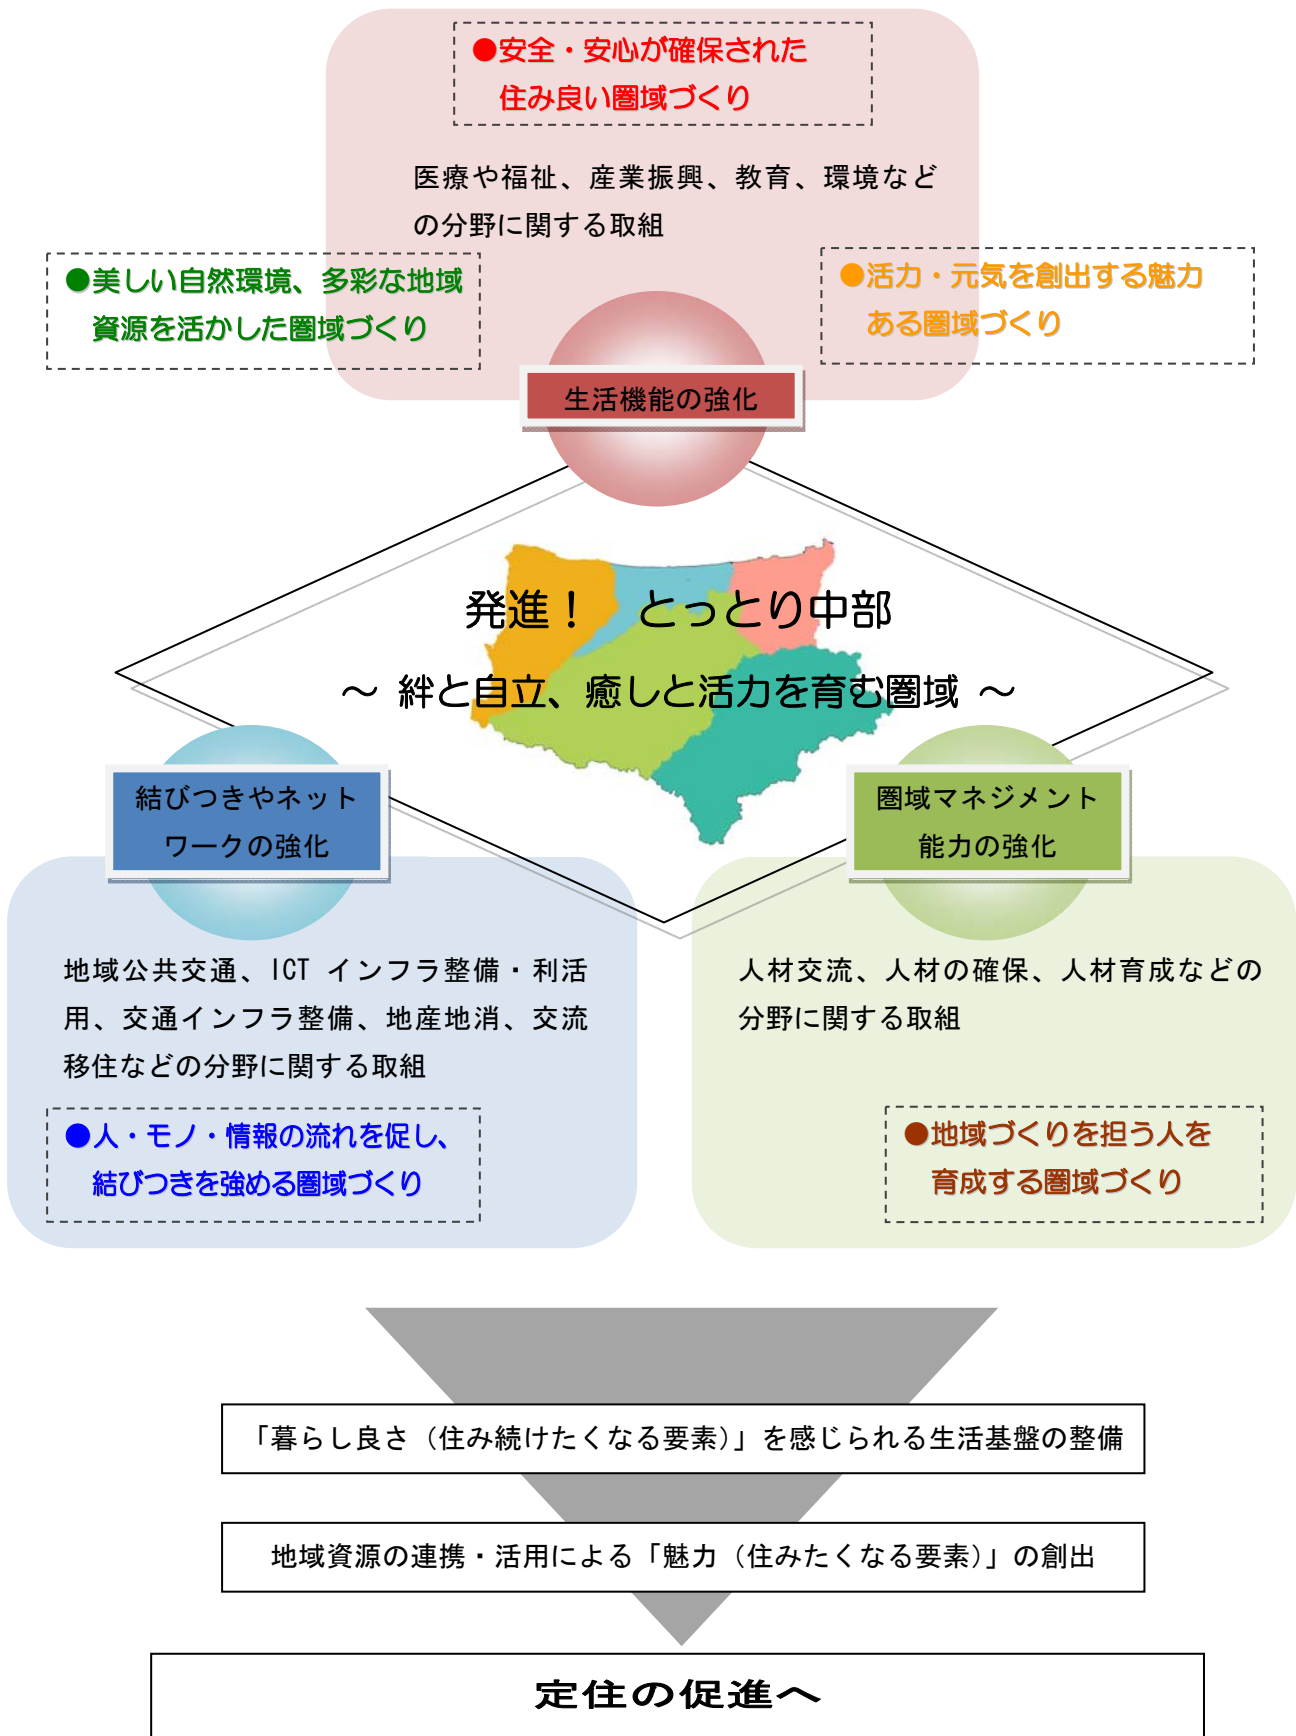 ●安全・安心が確保された
住み良い圏域づくり
医療や福祉、産業振興、教育、環境など
の分野に関する取組
●美しい自然環境、多彩な地域
資源を活かした圏域づくり
●活力・元気を創出する魅力
ある圏域づくり
生活機能の強化
発進！　とっとり中部
～ 絆と自立、癒しと活力を育む圏域 ～
結びつきやネット
ワークの強化
圏域マネジメント
能力の強化
地域公共交通、ICT インフラ整備・利活
用、交通インフラ整備、地産地消、交流
移住などの分野に関する取組
●人・モノ・情報の流れを促し、
結びつきを強める圏域づくり
人材交流、人材の確保、人材育成などの
分野に関する取組
●地域づくりを担う人を
育成する圏域づくり
「暮らし良さ（住み続けたくなる要素）」を感じられる生活基盤の整備
地域資源の連携・活用による「魅力（住みたくなる要素）」の創出
定住の促進へ